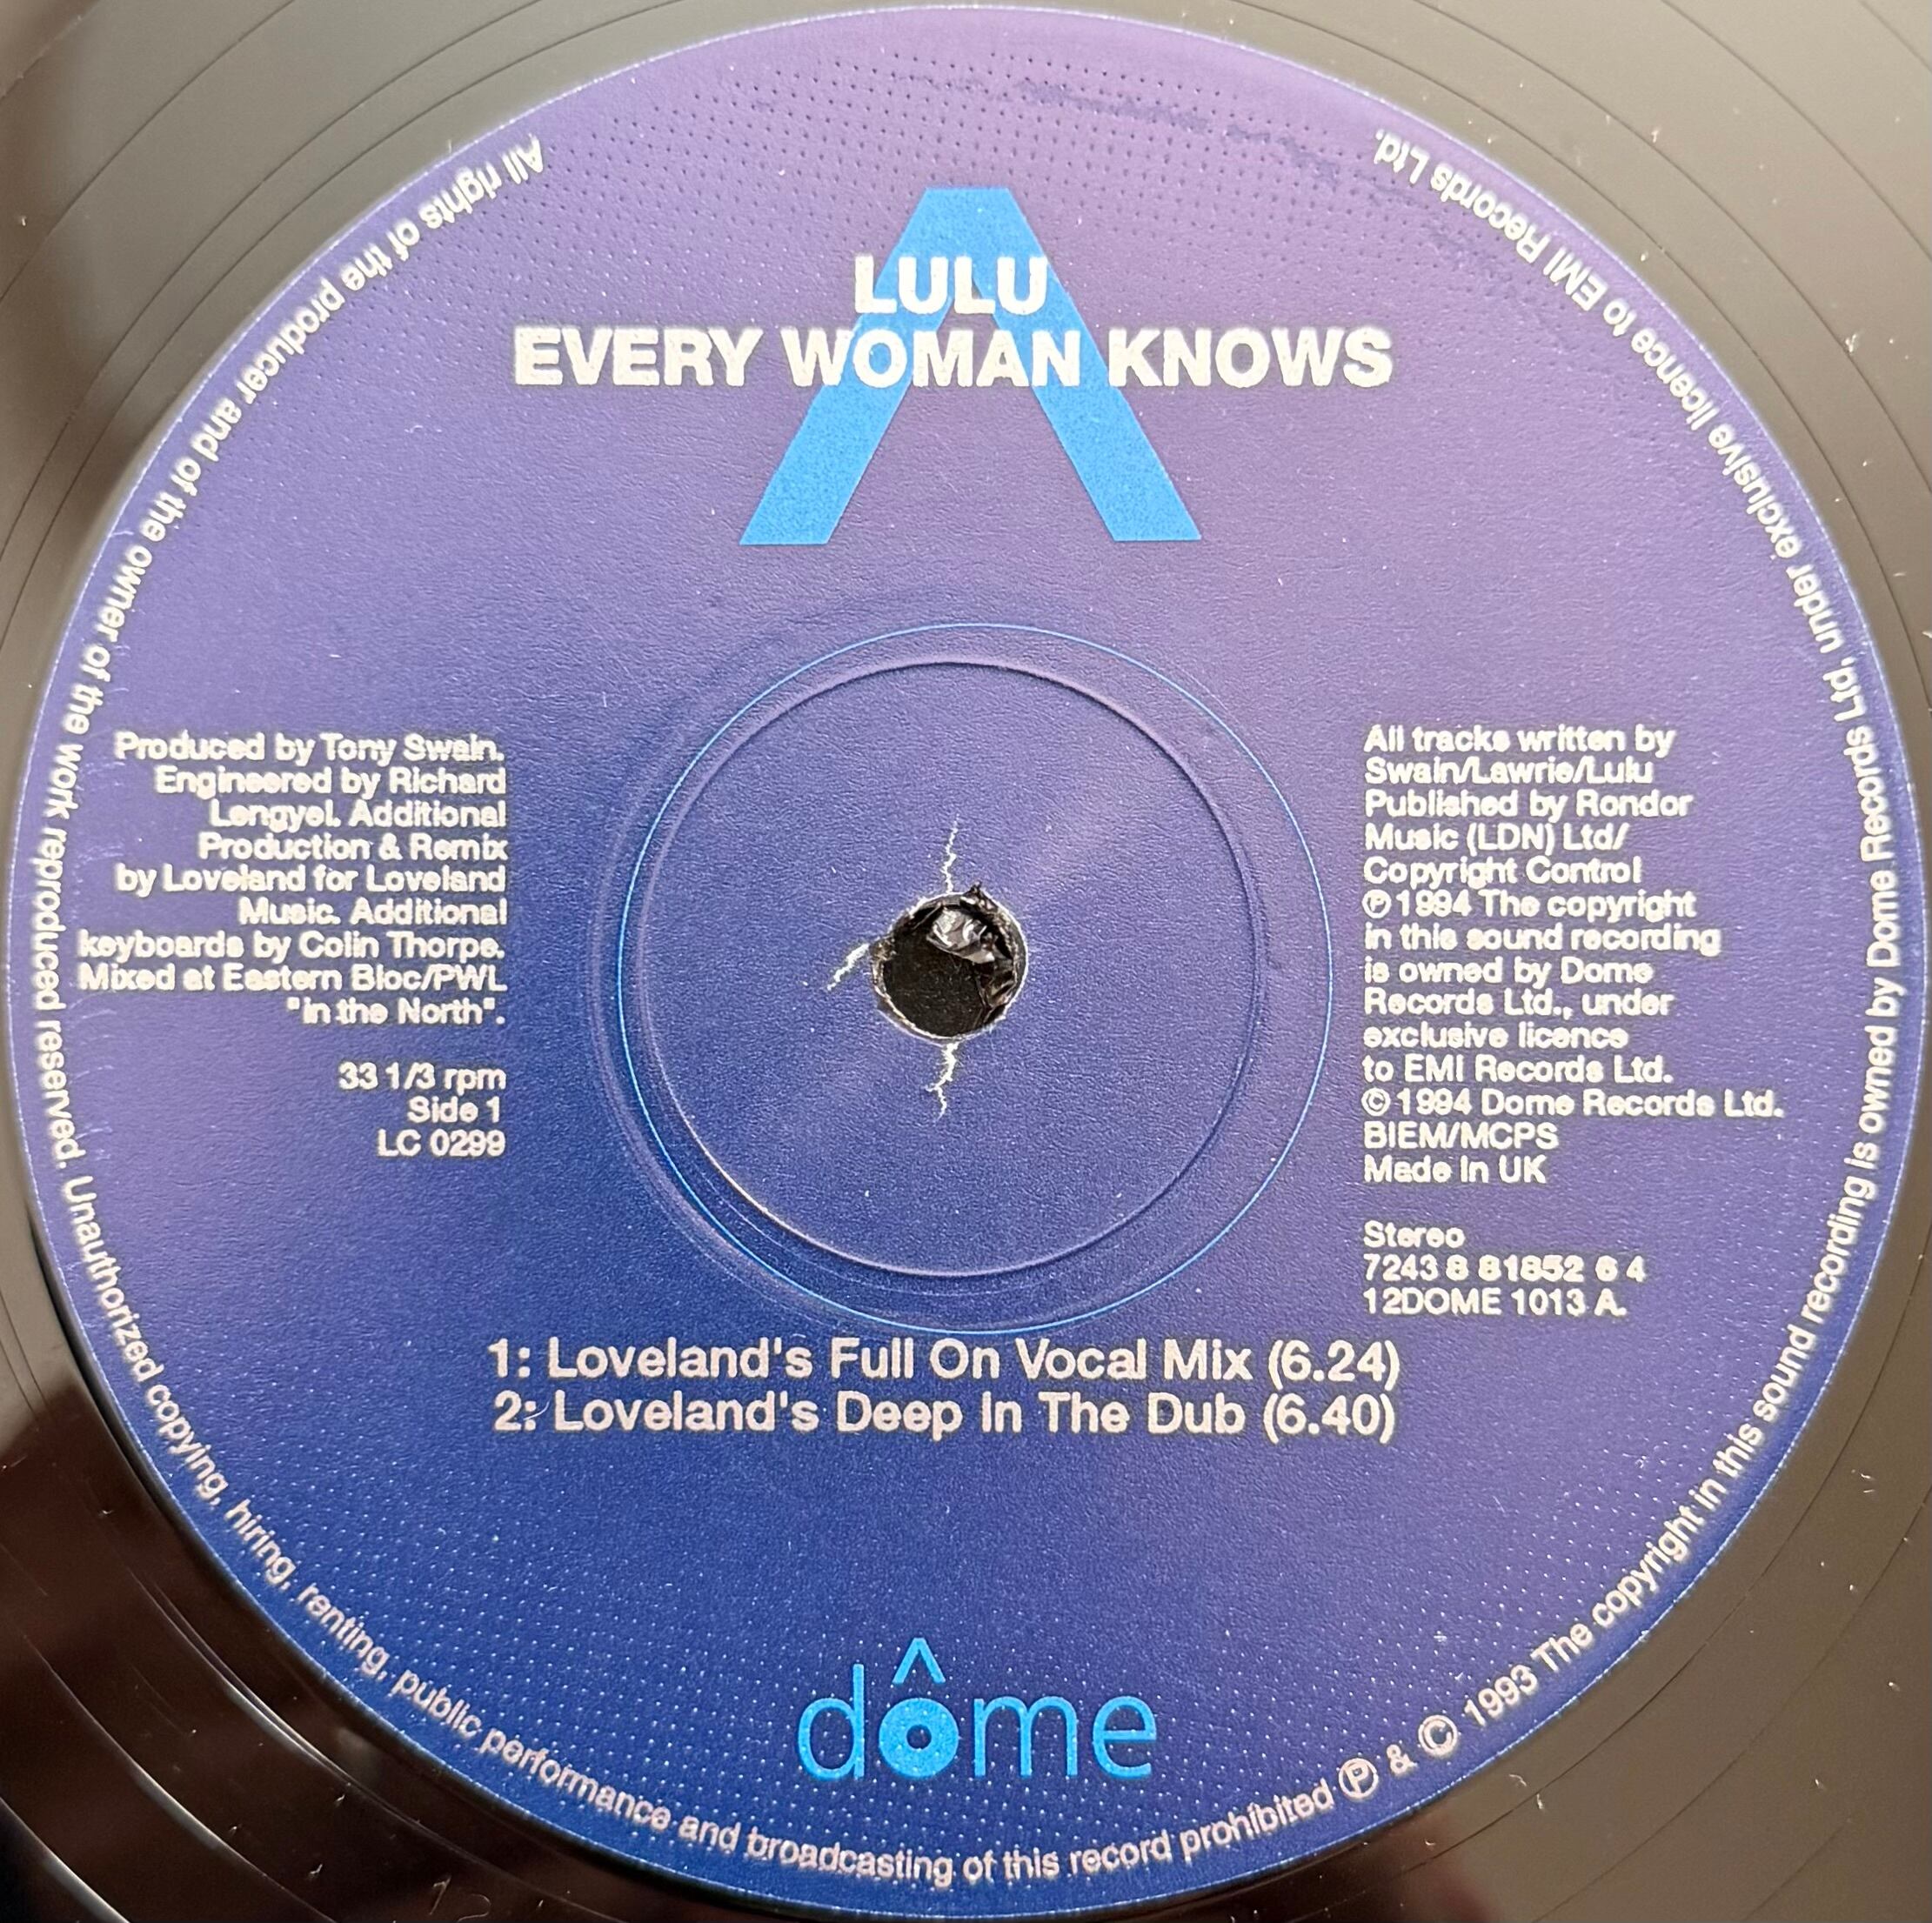 A
LULU
EVERY WOMAN KNOWS
Produced by Tony Swain.
Engineered by Richard
Lengyel. Additional
Production & Remix
by Loveland for Loveland
Music. Additional
keyboards by Colin Thorpe.
Mixed at Eastern Bloc/PWL
"in the North".
33 1/3 rpm
Side 1
LC 0299
All tracks written by
Swain/Lawrie/Lulu
Published by Rondor
Music (LDN) Ltd/
Copyright Control
℗ 1994 The copyright
in this sound recording
is owned by Dome
Records Ltd., under
exclusive licence
to EMI Records Ltd.
© 1994 Dome Records Ltd.
BIEM/MCPS
Made in UK
Stereo
7243 8 81852 6 4
12DOME 1013 A.
1: Loveland's Full On Vocal Mix (6.24)
2: Loveland's Deep In The Dub (6.40)
dôme
All rights of the producer and of the owner of the work reproduced reserved. Unauthorized copying, hiring, renting, public performance and broadcasting of this record prohibited ℗ & © 1993 The copyright in this sound recording is owned by Dome Records Ltd, under exclusive licence to EMI Records Ltd.